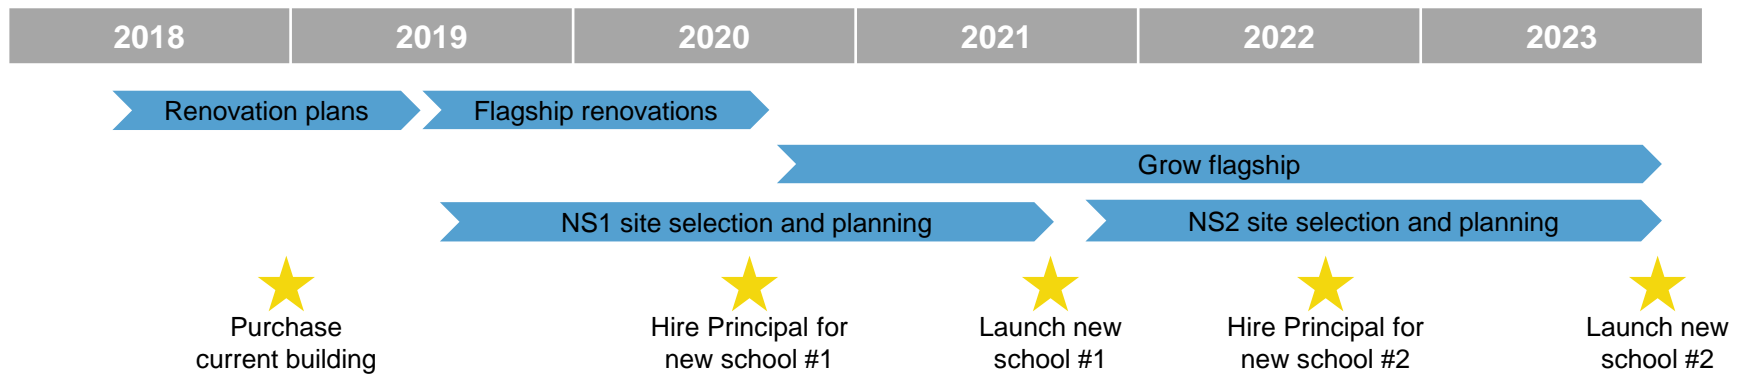 2018 2019 2020 2021 2022 2023
Renovation plans Flagship renovations
Grow flagship
NS1 site selection and planning NS2 site selection and planning
Purchase
current building
Hire Principal for
new school #1
Launch new
school #1
Hire Principal for
new school #2
Launch new
school #2